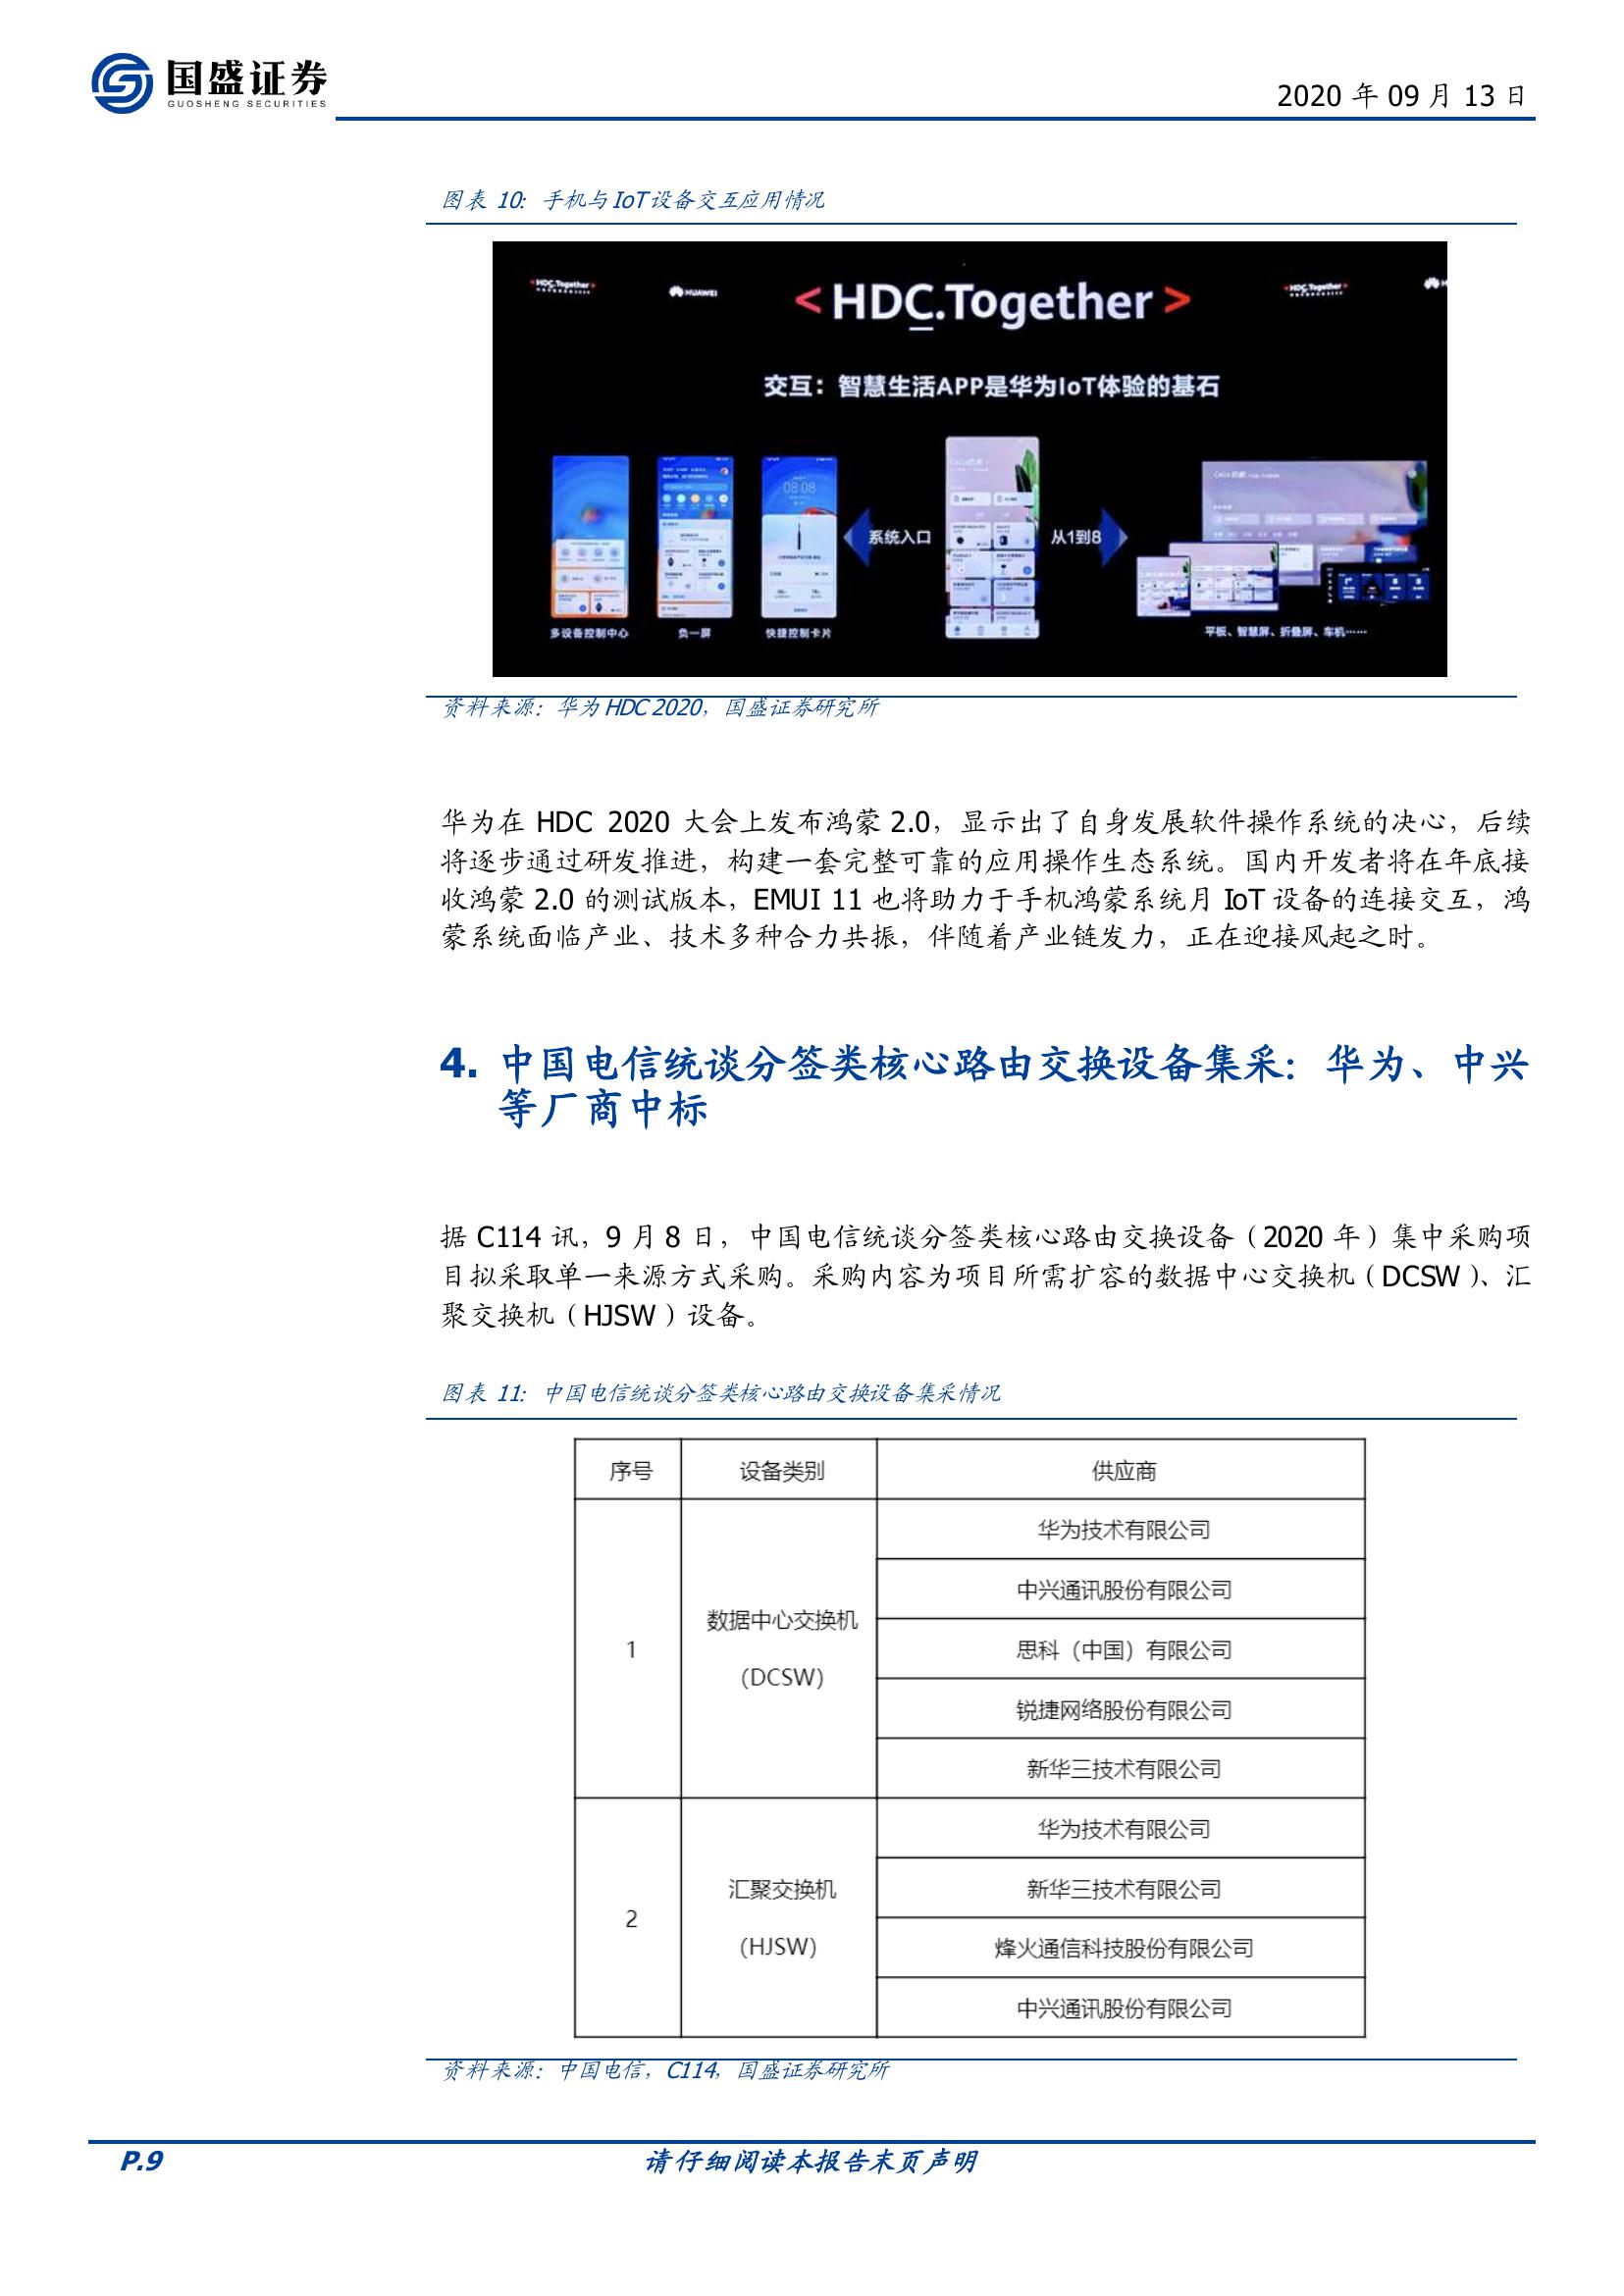 国盛证券
GUOSHENG SECURITIES
2020 年 09 月 13 日
图表 10：手机与 IoT 设备交互应用情况
HDC.Together
HUAWEI
<HDC.Together>
HDC.Together
交互：智慧生活APP是华为IoT体验的基石
08:08
系统入口
从1到8
多设备控制中心
负一屏
快捷控制卡片
平板、智慧屏、折叠屏、车机……
资料来源：华为 HDC 2020，国盛证券研究所
华为在 HDC 2020 大会上发布鸿蒙 2.0，显示出了自身发展软件操作系统的决心，后续
将逐步通过研发推进，构建一套完整可靠的应用操作生态系统。国内开发者将在年底接
收鸿蒙 2.0 的测试版本，EMUI 11 也将助力于手机鸿蒙系统月 IoT 设备的连接交互，鸿
蒙系统面临产业、技术多种合力共振，伴随着产业链发力，正在迎接风起之时。
4. 中国电信统谈分签类核心路由交换设备集采：华为、中兴
等厂商中标
据 C114 讯，9 月 8 日，中国电信统谈分签类核心路由交换设备（2020 年）集中采购项
目拟采取单一来源方式采购。采购内容为项目所需扩容的数据中心交换机（DCSW）、汇
聚交换机（HJSW）设备。
图表 11：中国电信统谈分签类核心路由交换设备集采情况
序号 设备类别 供应商
1
数据中心交换机
（DCSW）
华为技术有限公司
中兴通讯股份有限公司
思科（中国）有限公司
锐捷网络股份有限公司
新华三技术有限公司
2
汇聚交换机
（HJSW）
华为技术有限公司
新华三技术有限公司
烽火通信科技股份有限公司
中兴通讯股份有限公司
资料来源：中国电信，C114，国盛证券研究所
P.9
请仔细阅读本报告末页声明